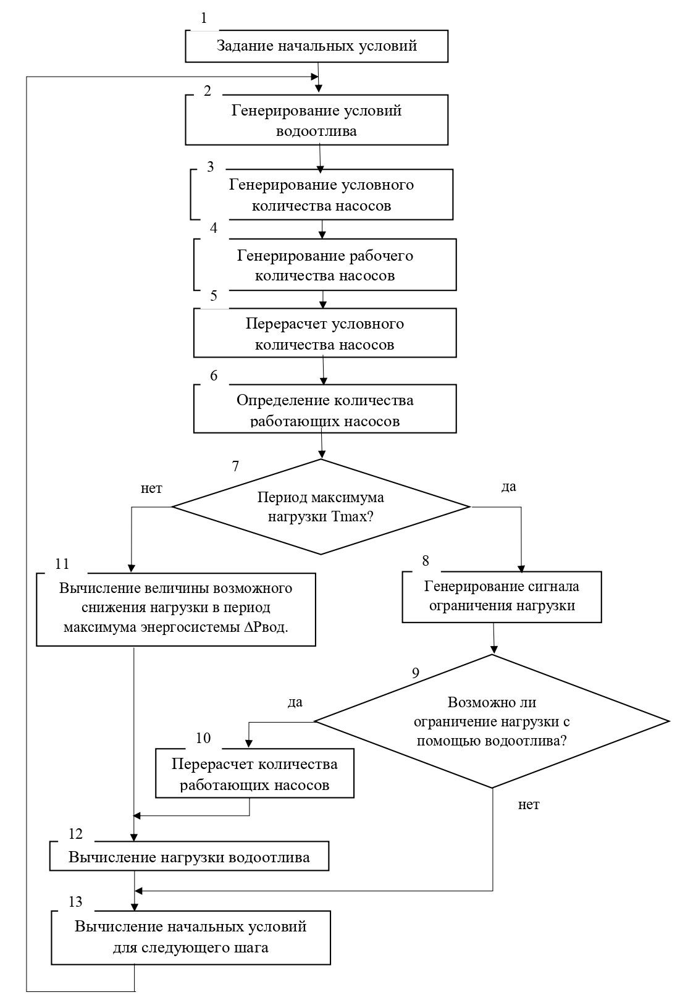 1
Задание начальных условий
2
Генерирование условий
водоотлива
3
Генерирование условного
количества насосов
4
Генерирование рабочего
количества насосов
5
Перерасчет условного
количества насосов
6
Определение количества
работающих насосов
7
нет
да
Период максимума
нагрузки Tmax?
11
Вычисление величины возможного
снижения нагрузки в период
максимума энергосистемы ΔРвод.
8
Генерирование сигнала
ограничения нагрузки
9
да
Возможно ли
ограничение нагрузки с
помощью водоотлива?
10
Перерасчет количества
работающих насосов
нет
12
Вычисление нагрузки водоотлива
13
Вычисление начальных условий
для следующего шага